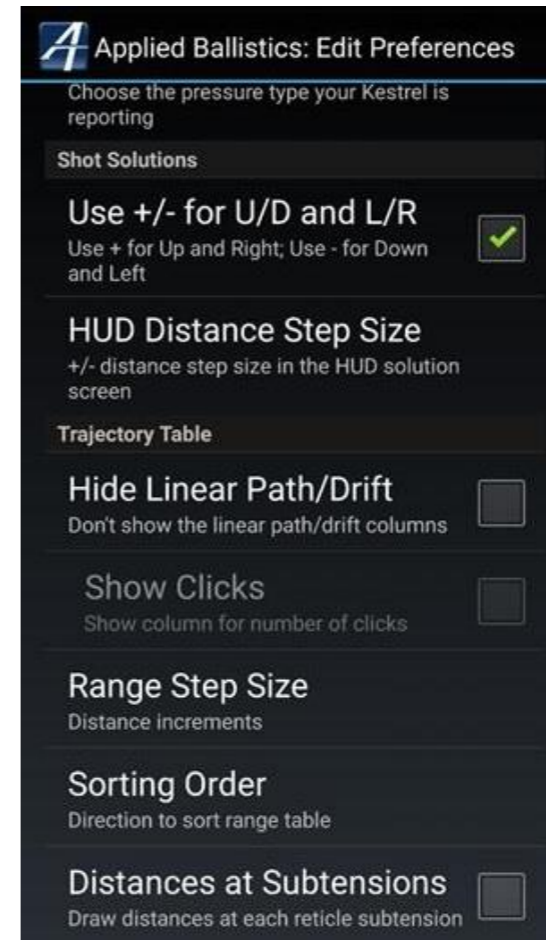 Applied Ballistics: Edit Preferences
Choose the pressure type your Kestrel is
reporting
Shot Solutions
Use +/- for U/D and L/R
Use + for Up and Right; Use - for Down
and Left
HUD Distance Step Size
+/- distance step size in the HUD solution
screen
Trajectory Table
Hide Linear Path/Drift
Don't show the linear path/drift columns
Show Clicks
Show column for number of clicks
Range Step Size
Distance increments
Sorting Order
Direction to sort range table
Distances at Subtensions
Draw distances at each reticle subtension